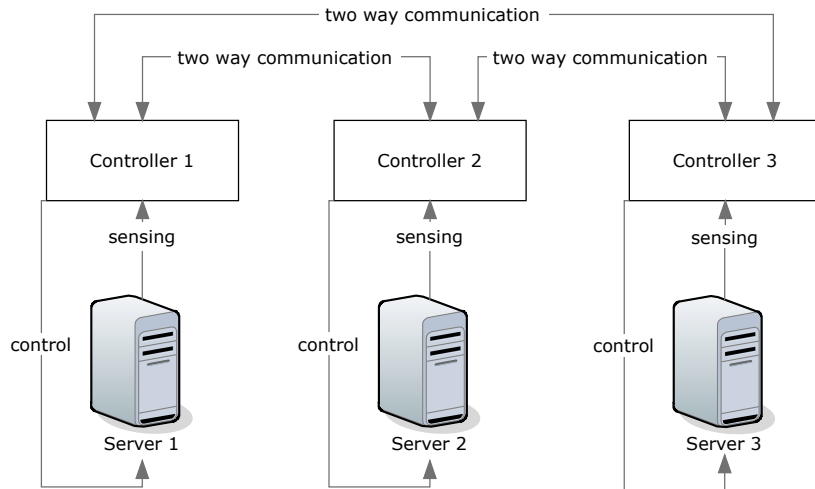 two way communication
two way communication
two way communication
Controller 1
Controller 2
Controller 3
sensing
sensing
sensing
control
control
control
Server 1
Server 2
Server 3